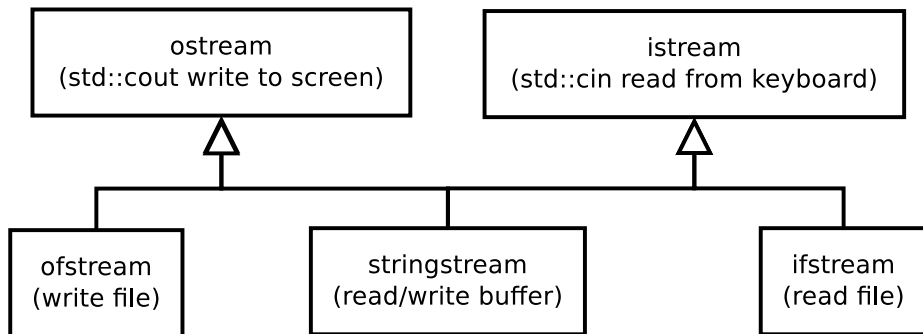 ostream
(std::cout write to screen)
istream
(std::cin read from keyboard)
ofstream
(write file)
stringstream
(read/write buffer)
ifstream
(read file)